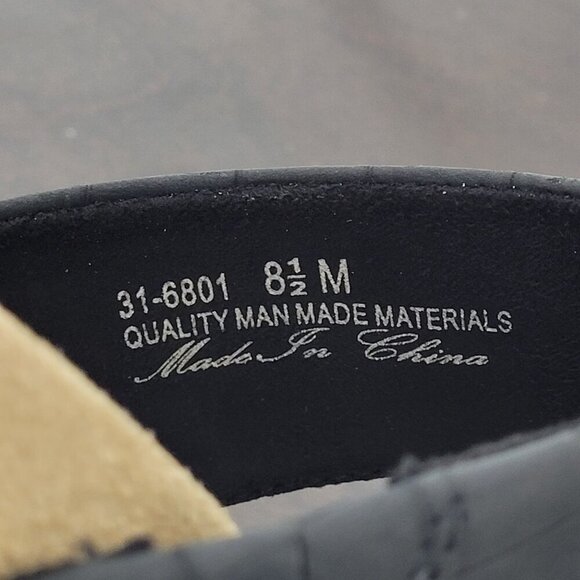 31-6801 8½ M
QUALITY MAN MADE MATERIALS
Made In China